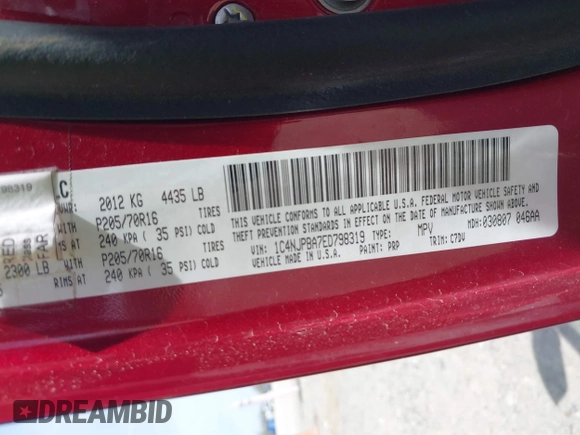 98319
LC
GVWR: 2012 KG 4435 LB
WITH P205/70R16 TIRES
RIMS AT 240 KPA ( 35 PSI) COLD
WITH P205/70R16 TIRES
RIMS AT 240 KPA ( 35 PSI) COLD
2300 LB
THIS VEHICLE CONFORMS TO ALL APPLICABLE U.S.A. FEDERAL MOTOR VEHICLE SAFETY AND
THEFT PREVENTION STANDARDS IN EFFECT ON THE DATE OF MANUFACTURE SHOWN ABOVE.
VIN: 1C4NJPBA7ED798319 TYPE: MPV MDH: 030807 046AA
VEHICLE MADE IN U.S.A. PAINT: PRP TRIM: C7DV
DREAMBID